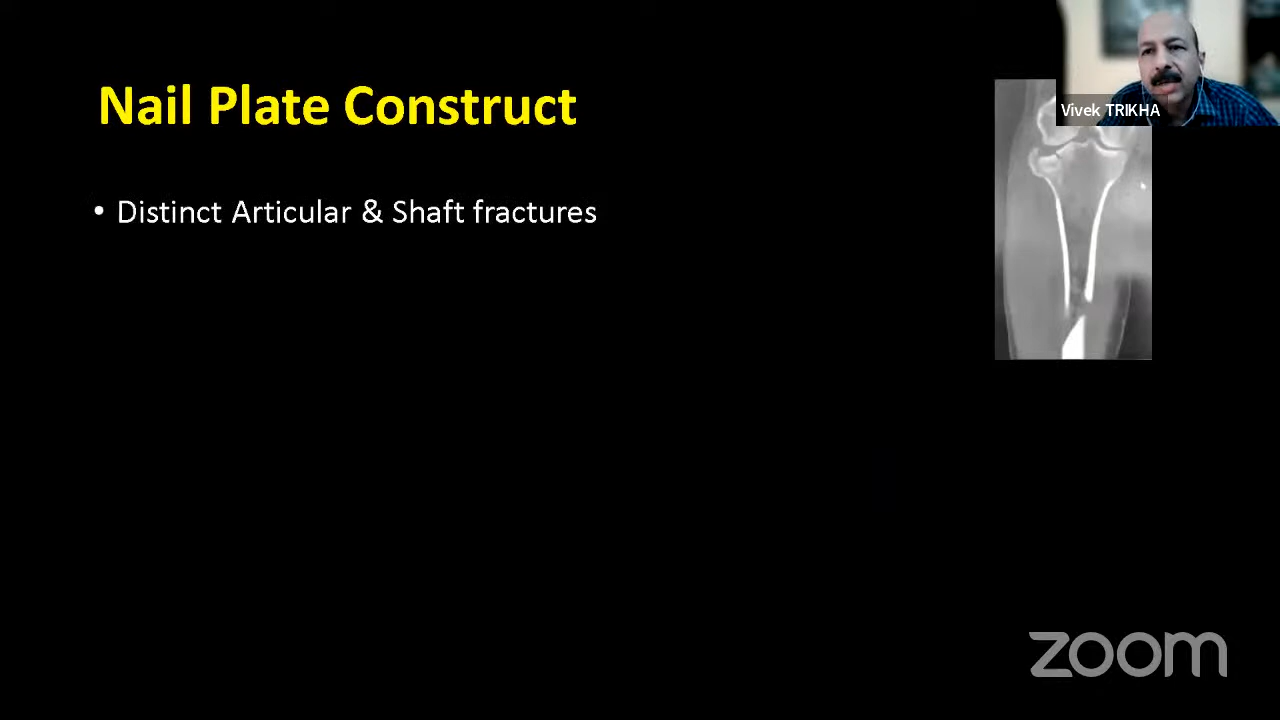 Nail Plate Construct
Vivek TRIKHA
• Distinct Articular & Shaft fractures
zoom